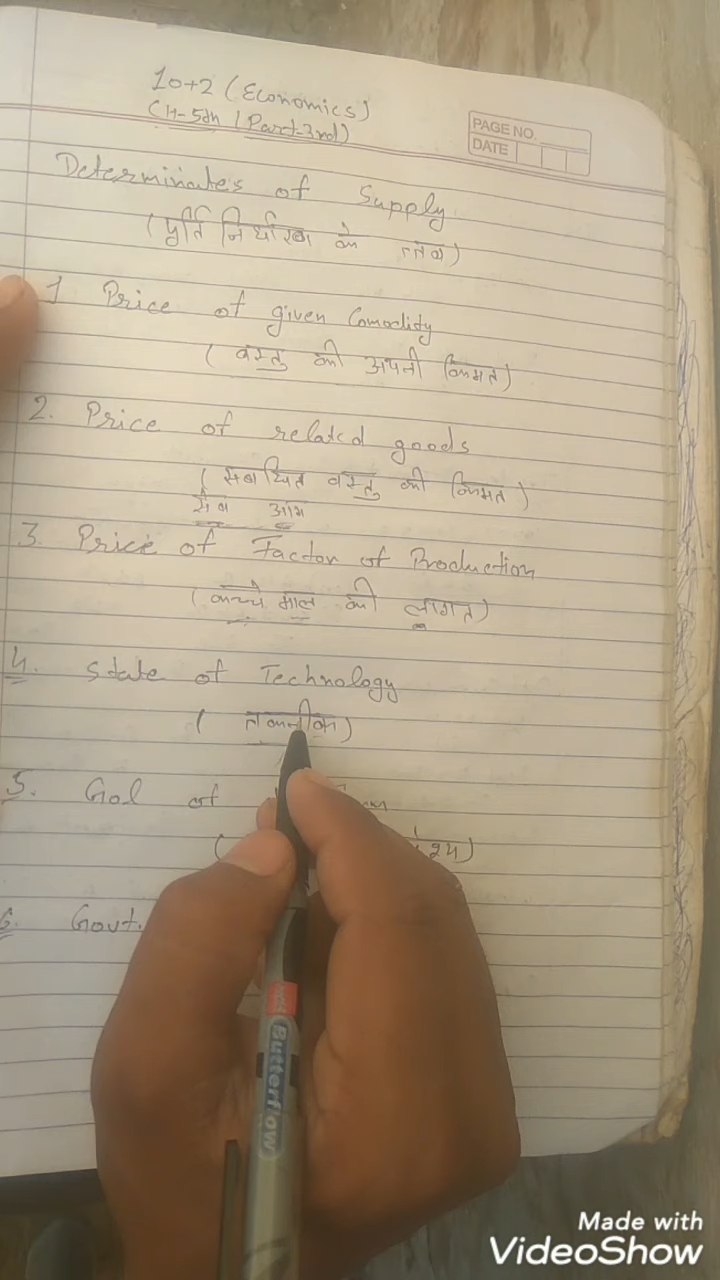 10+2 (Economics)
(H-5th / Part-3rd)
PAGE NO.
DATE
Determinates of Supply
(पूर्ति निर्धारण के तत्व)
1 Price of given Comodity
(वस्तु की अपनी किमत)
2. Price of related goods
(सबंधित वस्तु की किमत)
सेब आम
3. Price of Factor of Production
(कच्चे माल की लागत)
4. State of Technology
(तकनीक)
5. Gol of
6. Govt.
Butterflow
Made with
VideoShow